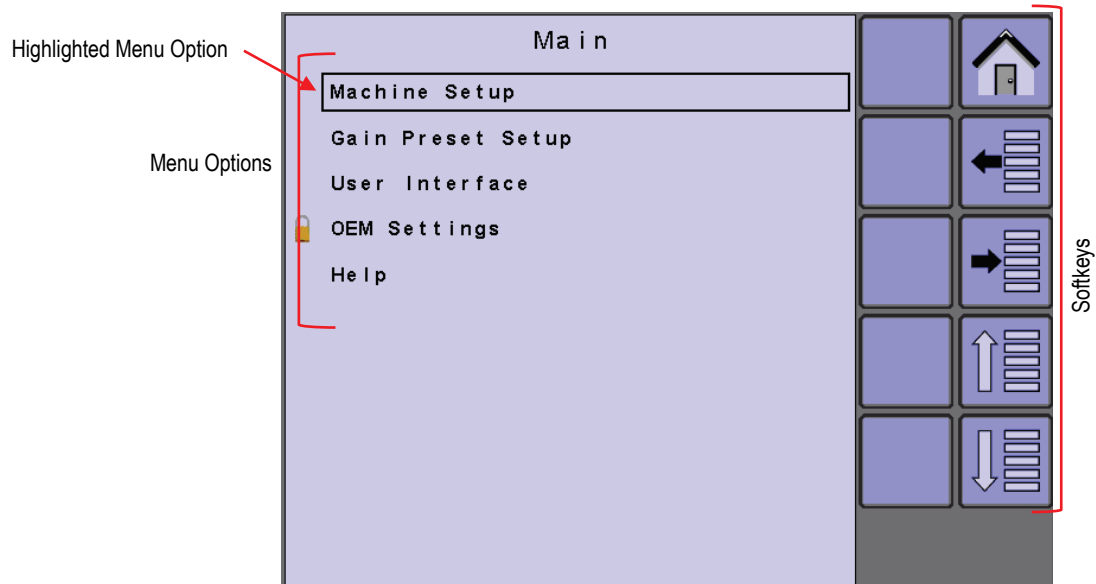 Main
Highlighted Menu Option
Machine Setup
Gain Preset Setup
Menu Options
User Interface
OEM Settings
Help
Softkeys